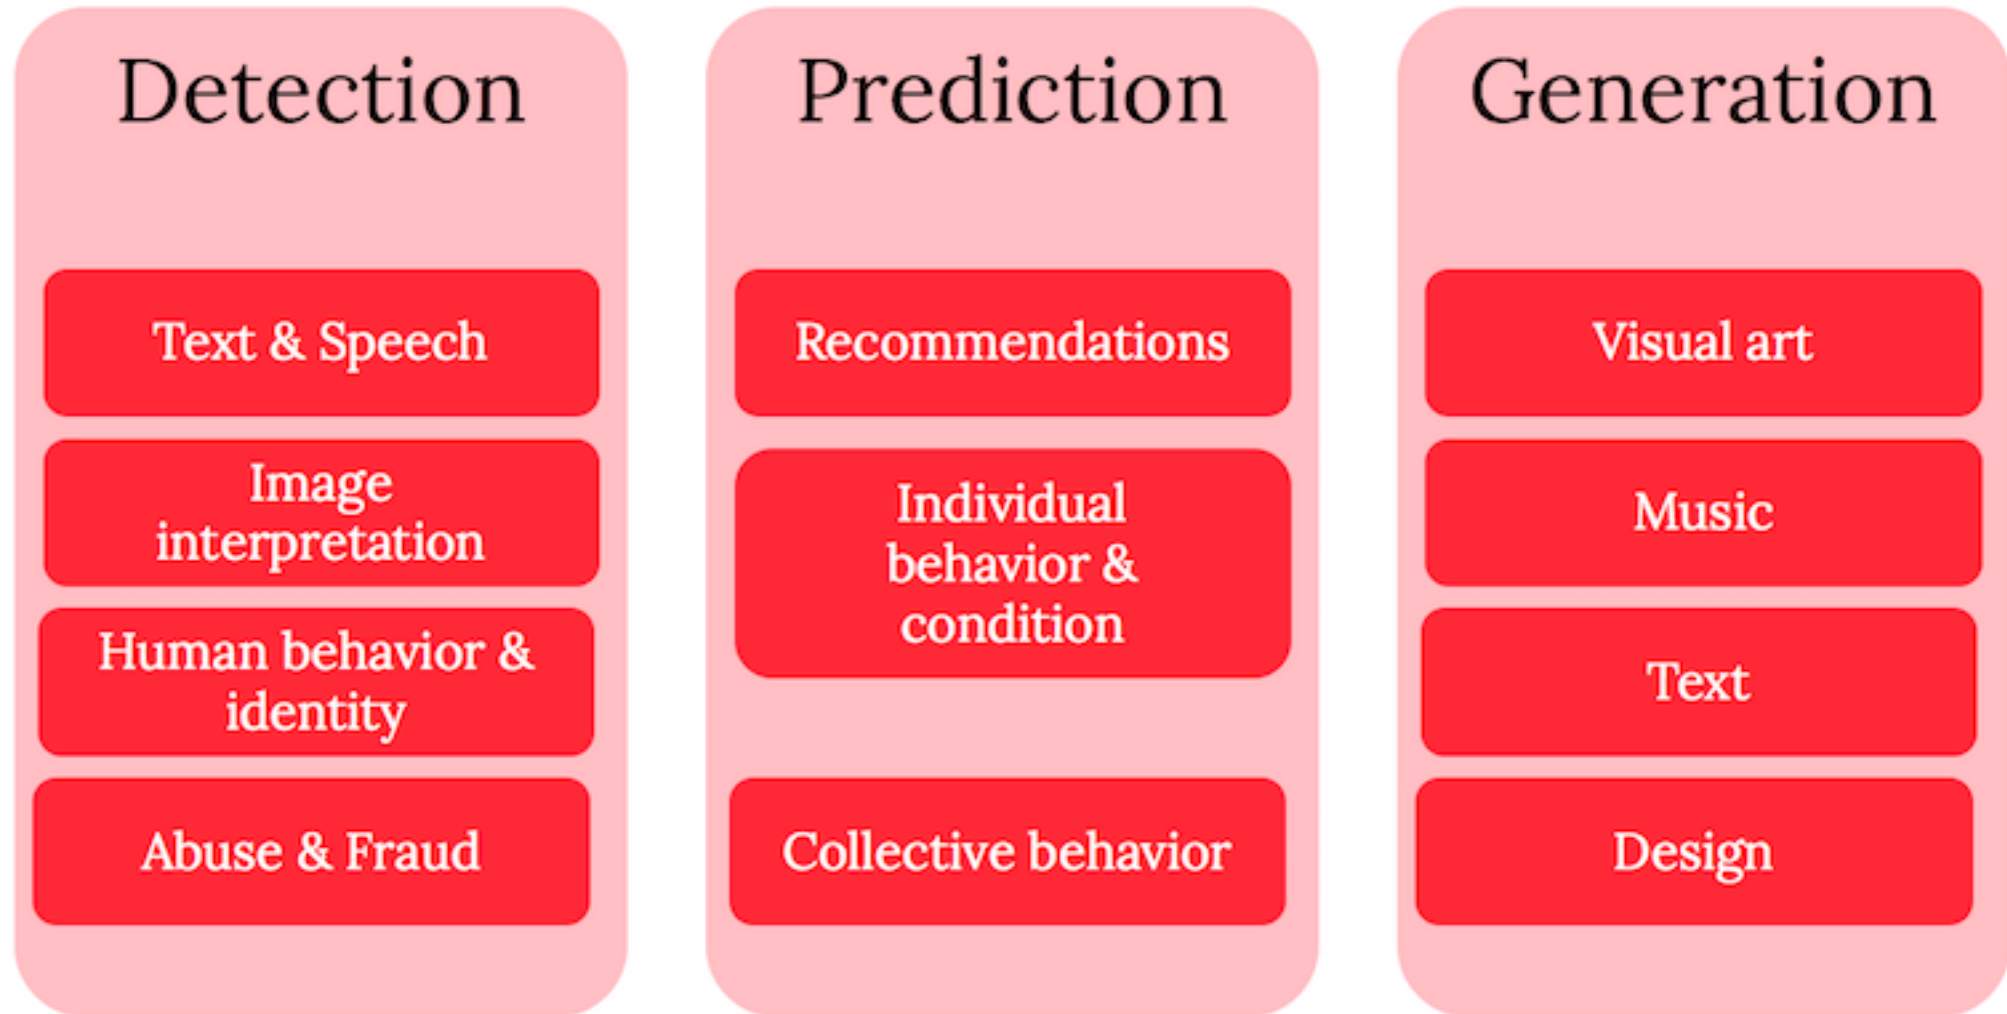 Detection
Text & Speech
Image
interpretation
Human behavior &
identity
Abuse & Fraud
Prediction
Recommendations
Individual
behavior &
condition
Collective behavior
Generation
Visual art
Music
Text
Design